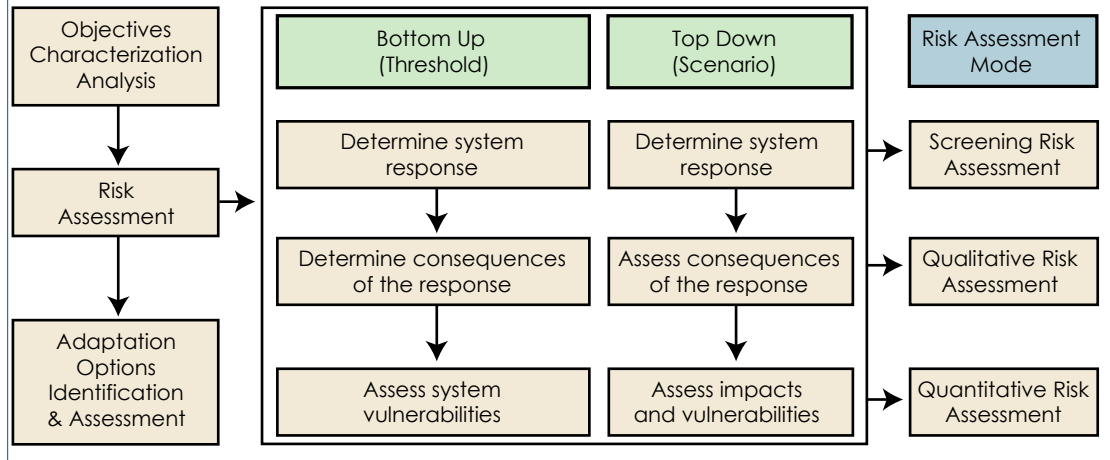 Objectives
Characterization
Analysis
Risk
Assessment
Adaptation
Options
Identification
& Assessment
Bottom Up
(Threshold)
Determine system
response
Determine consequences
of the response
Assess system
vulnerabilities
Top Down
(Scenario)
Determine system
response
Assess consequences
of the response
Assess impacts
and vulnerabilities
Risk Assessment
Mode
Screening Risk
Assessment
Qualitative Risk
Assessment
Quantitative Risk
Assessment